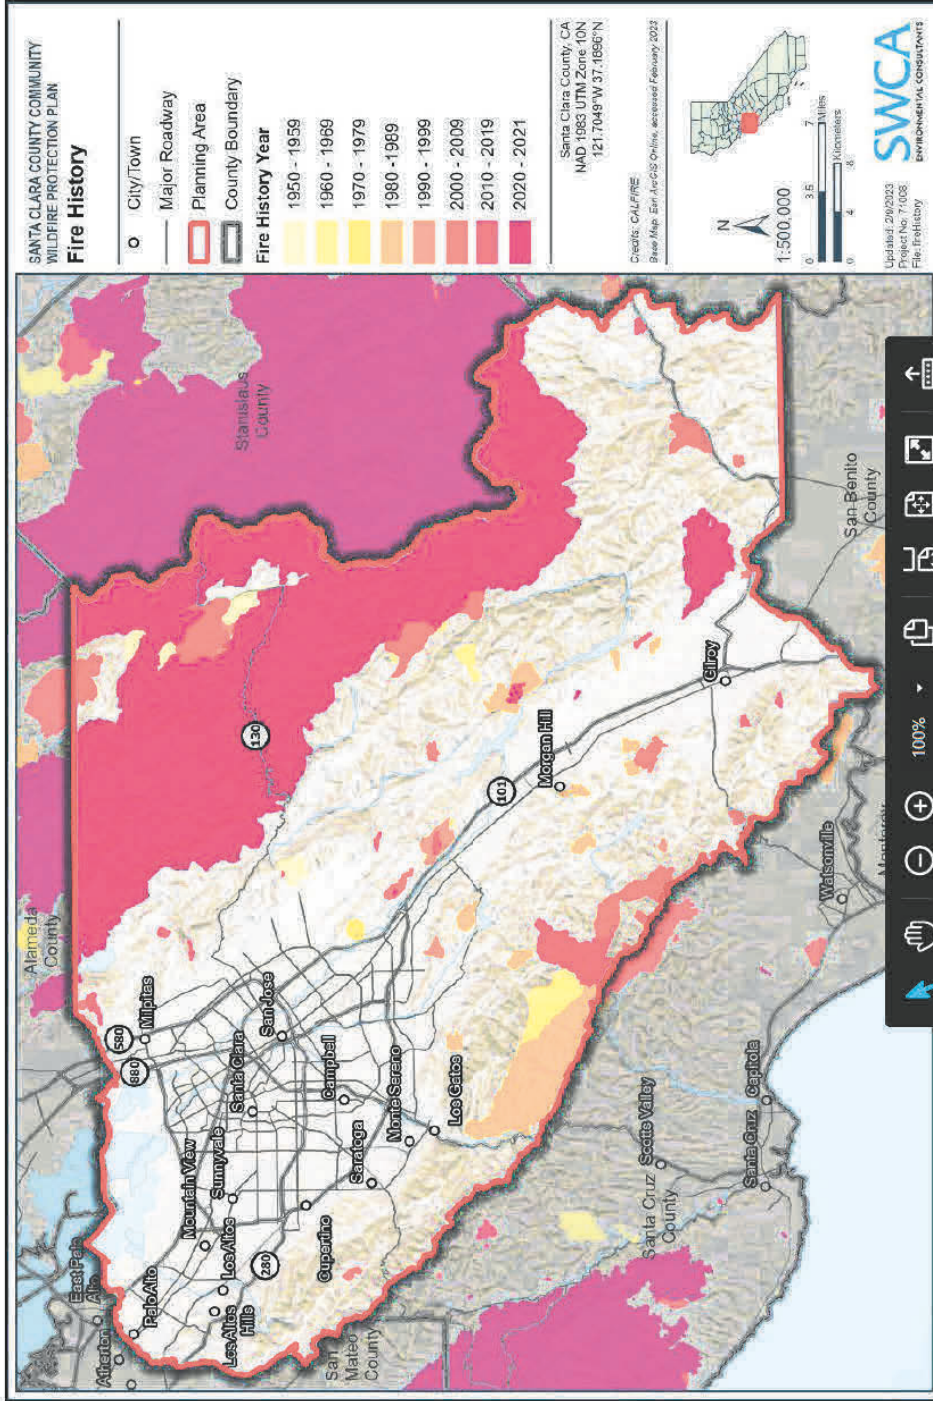 SANTA CLARA COUNTY COMMUNITY
WILDFIRE PROTECTION PLAN
Fire History
City/Town
Major Roadway
Planning Area
County Boundary
Fire History Year
1950 - 1959
1960 - 1969
1970 - 1979
1980 -1989
1990 - 1999
2000 - 2009
2010 - 2019
2020 - 2021
Santa Clara County, CA
NAD 1983 UTM Zone 10N
121.7049°W 37.1896°N
Credits: CALFIRE
Base Map: Esri ArcGIS Online, accessed February 2023
N
1:500,000
0 3.5 7
Miles
Kilometers
0 4 8
Updated: 2/9/2023
Project No: 71008
File: fireHistory
SWCA
ENVIRONMENTAL CONSULTANTS
Alameda
County
Stanislaus
County
San Benito
County
Santa Cruz
County
San
Mateo
County
East Palo
Alto
Atherton
Palo Alto
Los Altos
Hills
Los Altos
Mountain View
Sunnyvale
Santa Clara
Milpitas
San Jose
Campbell
Cupertino
Saratoga
Monte Sereno
Los Gatos
Morgan Hill
Gilroy
Scotts Valley
Santa Cruz
Capitola
Watsonville
580
880
280
130
101
100%